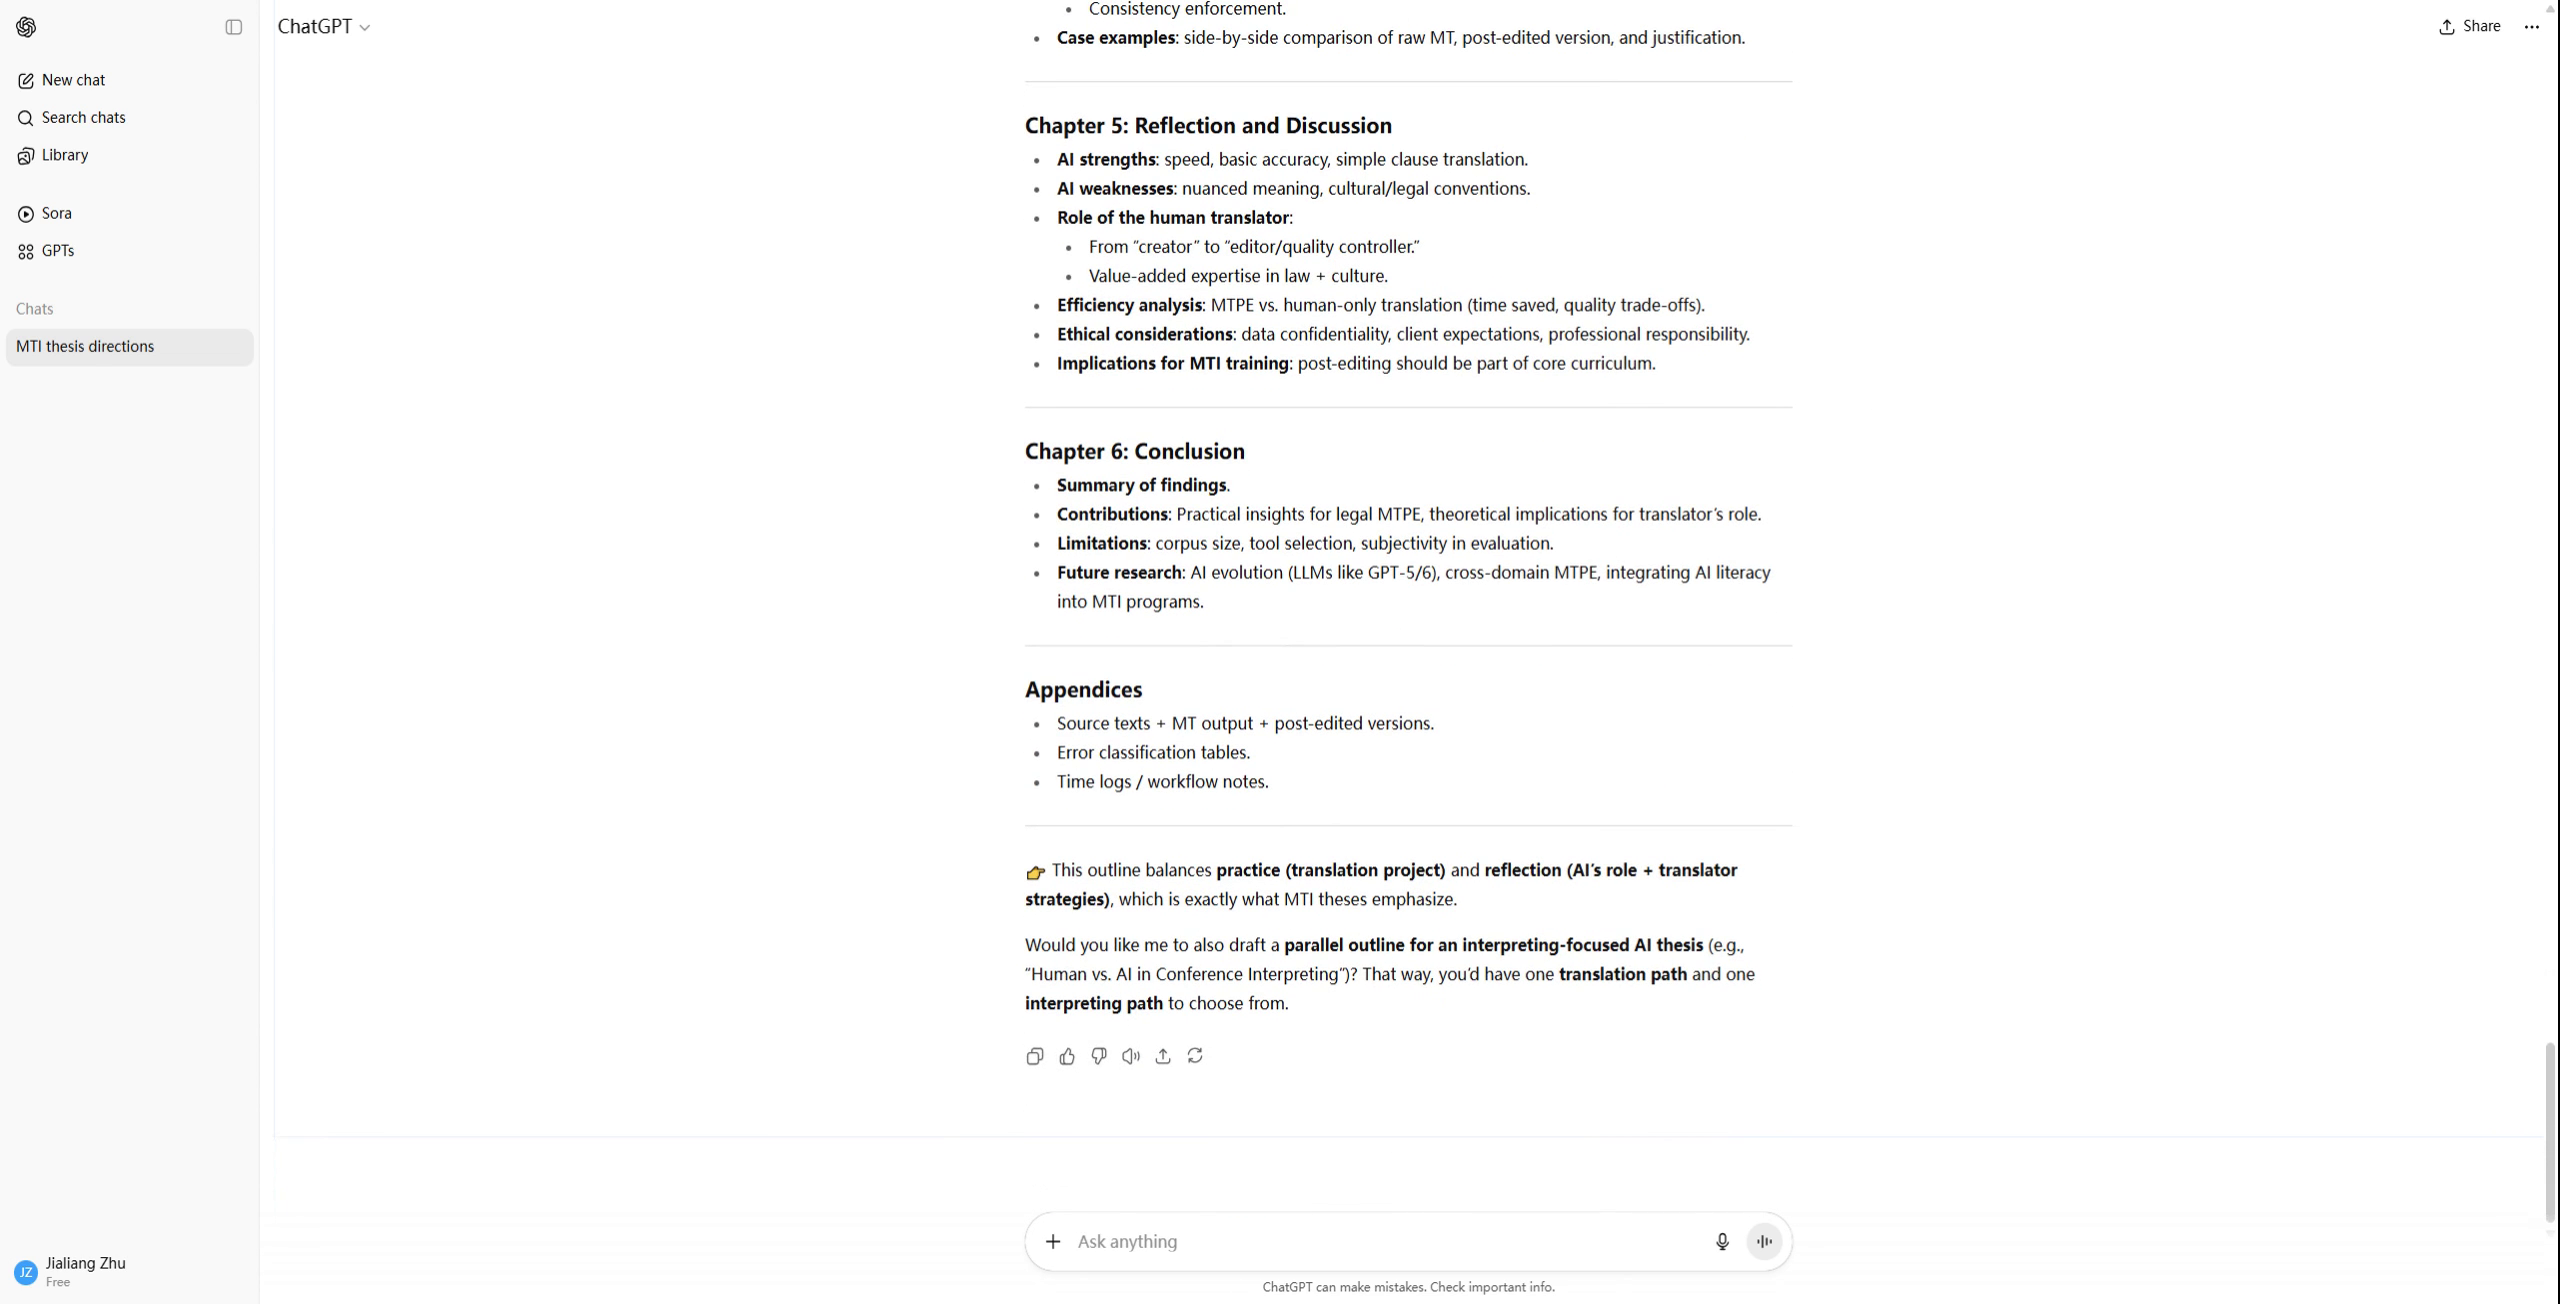 ChatGPT
Share
New chat
Search chats
Library
Sora
GPTs
Chats
MTI thesis directions
Consistency enforcement.
Case examples: side-by-side comparison of raw MT, post-edited version, and justification.
Chapter 5: Reflection and Discussion
AI strengths: speed, basic accuracy, simple clause translation.
AI weaknesses: nuanced meaning, cultural/legal conventions.
Role of the human translator:
From “creator” to “editor/quality controller.”
Value-added expertise in law + culture.
Efficiency analysis: MTPE vs. human-only translation (time saved, quality trade-offs).
Ethical considerations: data confidentiality, client expectations, professional responsibility.
Implications for MTI training: post-editing should be part of core curriculum.
Chapter 6: Conclusion
Summary of findings.
Contributions: Practical insights for legal MTPE, theoretical implications for translator’s role.
Limitations: corpus size, tool selection, subjectivity in evaluation.
Future research: AI evolution (LLMs like GPT-5/6), cross-domain MTPE, integrating AI literacy
into MTI programs.
Appendices
Source texts + MT output + post-edited versions.
Error classification tables.
Time logs / workflow notes.
👉 This outline balances practice (translation project) and reflection (AI’s role + translator
strategies), which is exactly what MTI theses emphasize.
Would you like me to also draft a parallel outline for an interpreting-focused AI thesis (e.g.,
“Human vs. AI in Conference Interpreting”)? That way, you’d have one translation path and one
interpreting path to choose from.
Ask anything
ChatGPT can make mistakes. Check important info.
JZ
Jialiang Zhu
Free